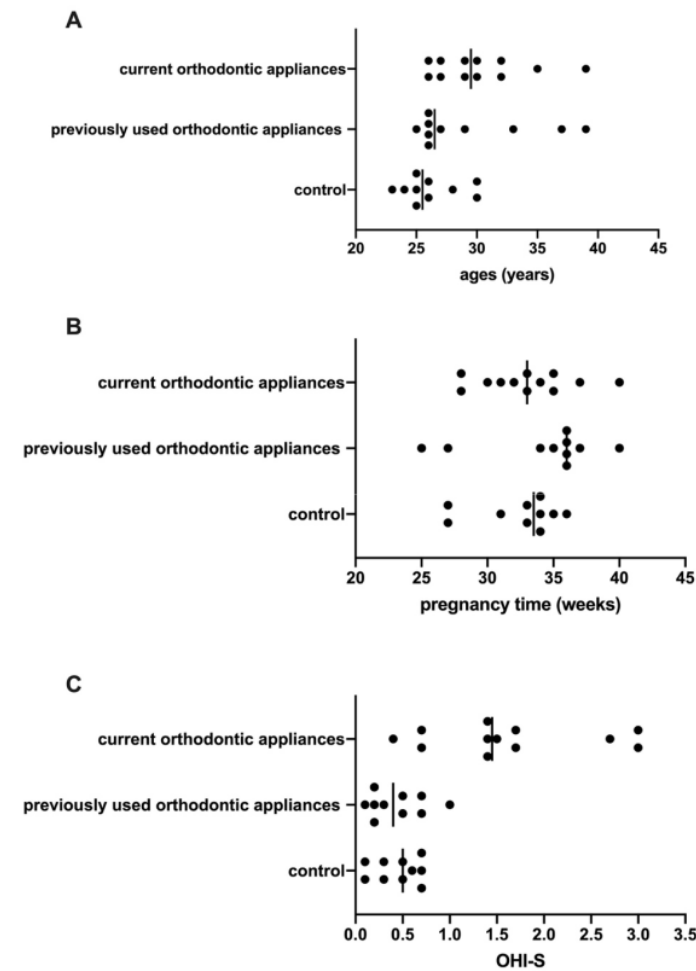 A
current orthodontic appliances
previously used orthodontic appliances
control
20 25 30 35 40 45
ages (years)
B
current orthodontic appliances
previously used orthodontic appliances
control
20 25 30 35 40 45
pregnancy time (weeks)
C
current orthodontic appliances
previously used orthodontic appliances
control
0.0 0.5 1.0 1.5 2.0 2.5 3.0 3.5
OHI-S